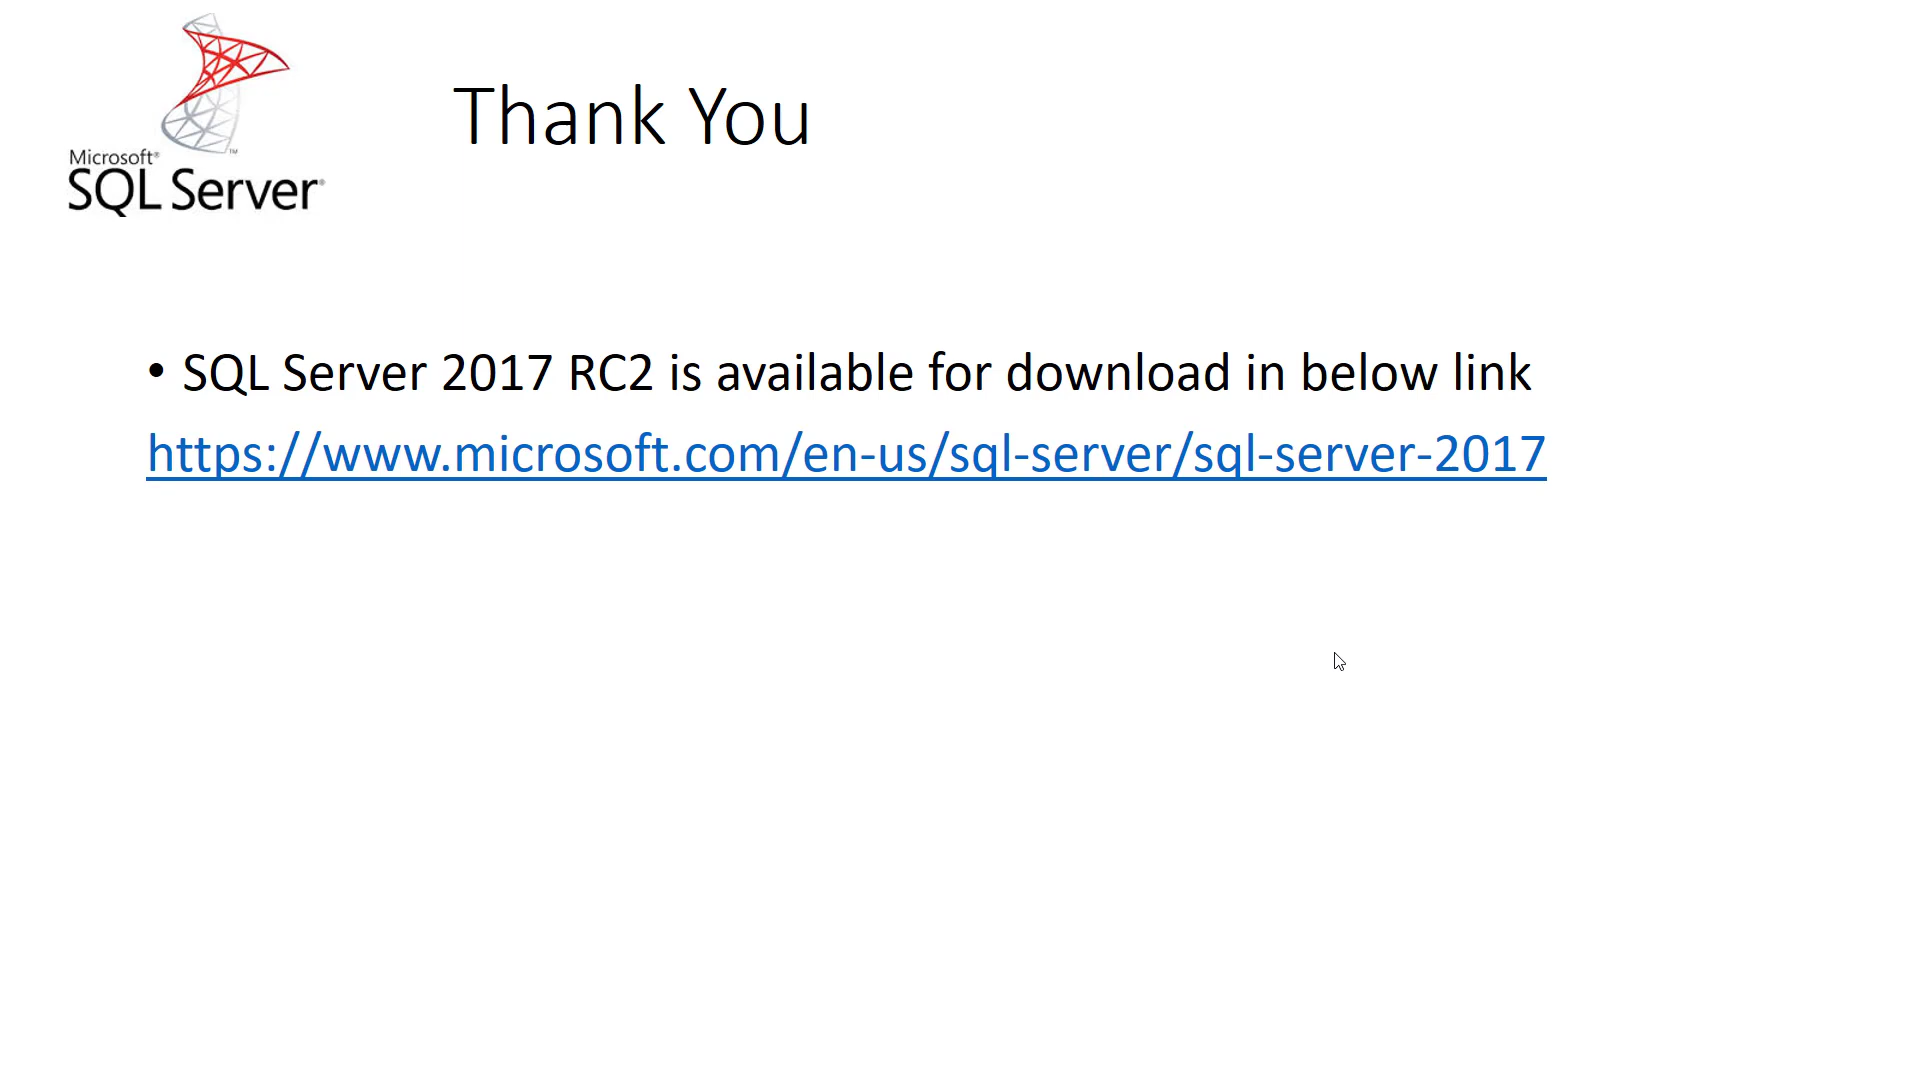 Microsoft®
SQL Server®
Thank You
• SQL Server 2017 RC2 is available for download in below link
https://www.microsoft.com/en-us/sql-server/sql-server-2017